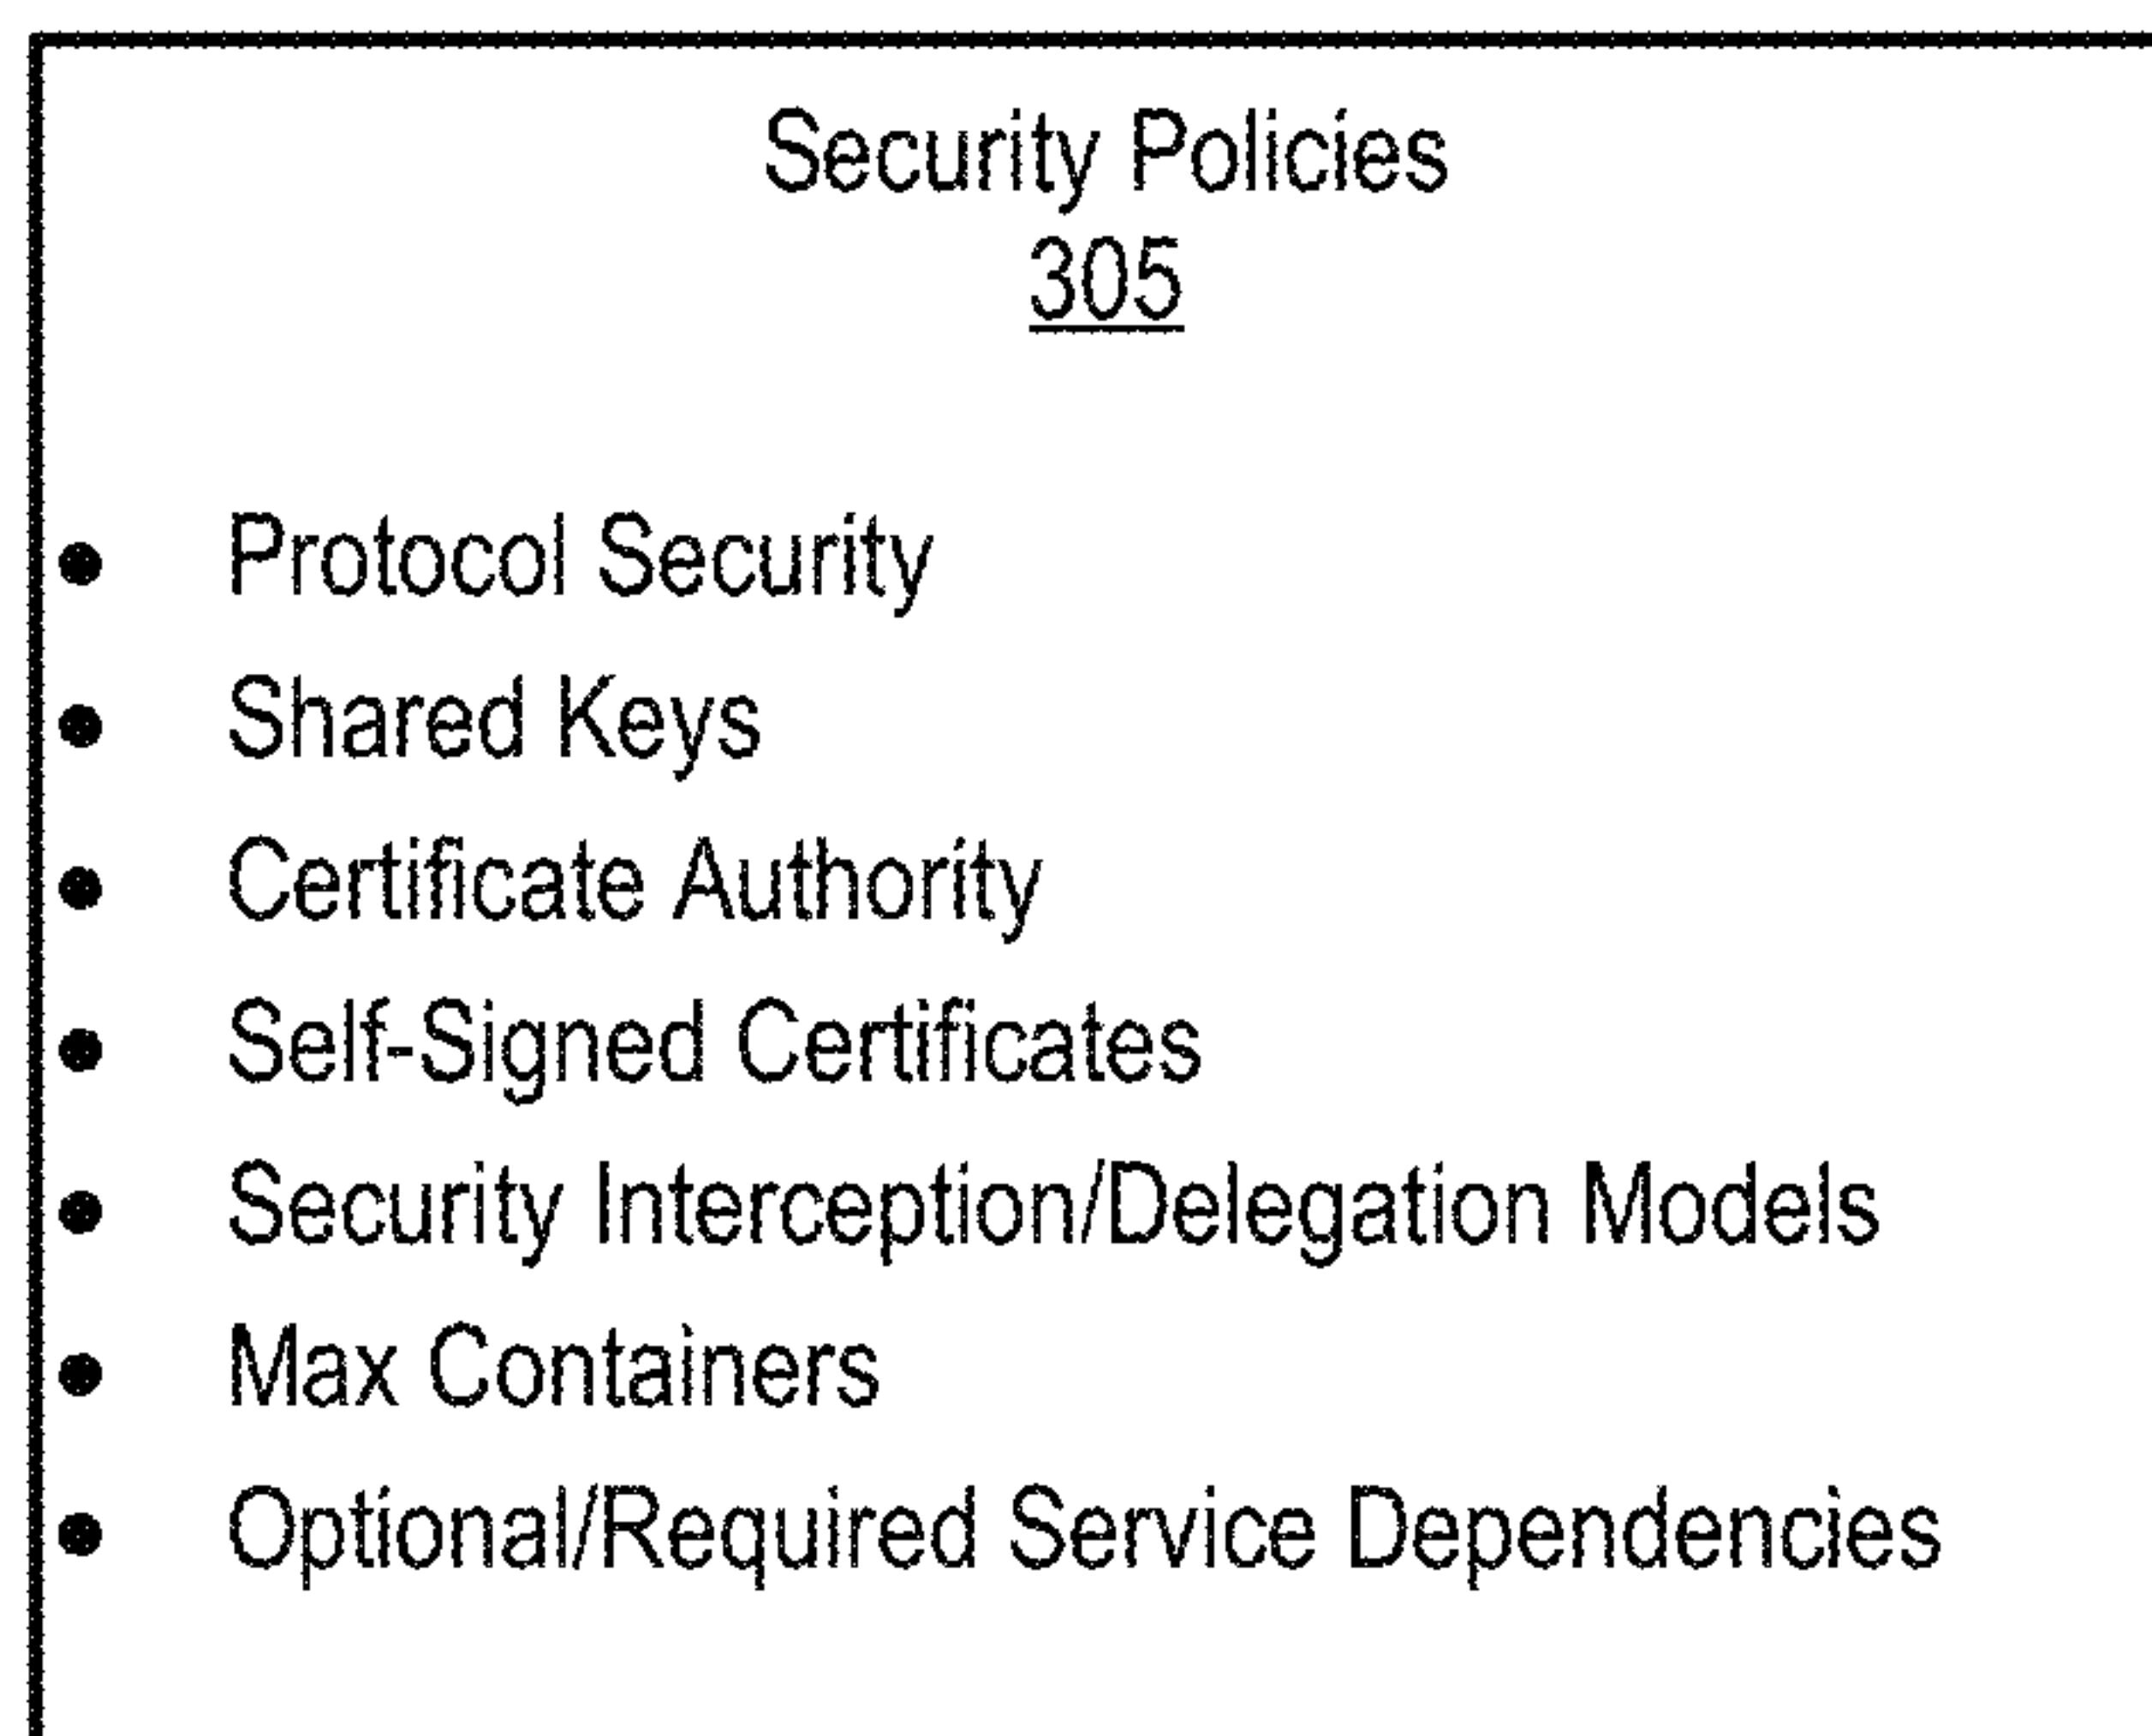 Security Policies
305
• Protocol Security
• Shared Keys
• Certificate Authority
• Self-Signed Certificates
• Security Interception/Delegation Models
• Max Containers
• Optional/Required Service Dependencies